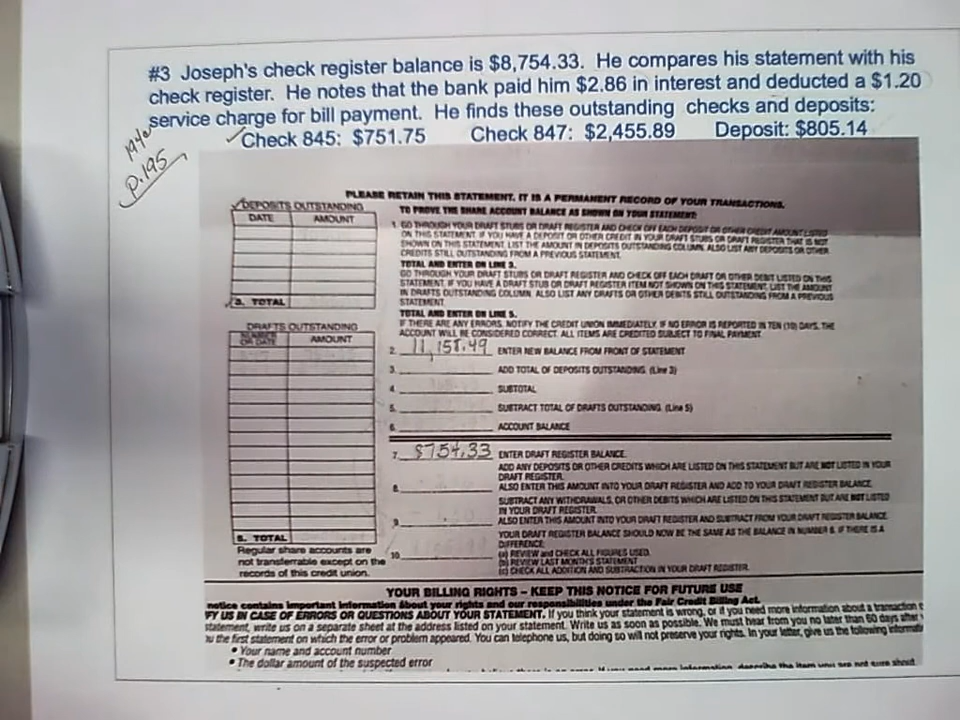 #3 Joseph's check register balance is $8,754.33. He compares his statement with his
check register. He notes that the bank paid him $2.86 in interest and deducted a $1.20
service charge for bill payment. He finds these outstanding checks and deposits:
Check 845: $751.75 Check 847: $2,455.89 Deposit: $805.14
p.195
PLEASE RETAIN THIS STATEMENT. IT IS A PERMANENT RECORD OF YOUR TRANSACTIONS.
DEPOSITS OUTSTANDING
DATE AMOUNT
3. TOTAL
DRAFTS OUTSTANDING
NUMBER OR DATE AMOUNT
5. TOTAL
Regular share accounts are
not transferrable except on the
records of this credit union.
TO PROVE THE SHARE ACCOUNT BALANCE AS SHOWN ON YOUR STATEMENT:
1. GO THROUGH YOUR DRAFT STUBS OR DRAFT REGISTER AND CHECK OFF EACH DEPOSIT OR OTHER CREDIT AMOUNT LISTED
ON THIS STATEMENT. IF YOU HAVE A DEPOSIT OR OTHER CREDIT IN YOUR DRAFT STUBS OR DRAFT REGISTER THAT IS NOT
SHOWN ON THIS STATEMENT, LIST THE AMOUNT IN DEPOSITS OUTSTANDING COLUMN. ALSO LIST ANY DEPOSITS OR OTHER
CREDITS STILL OUTSTANDING FROM A PREVIOUS STATEMENT.
TOTAL AND ENTER ON LINE 3.
GO THROUGH YOUR DRAFT STUBS OR DRAFT REGISTER AND CHECK OFF EACH DRAFT OR OTHER DEBIT LISTED ON THIS
STATEMENT. IF YOU HAVE A DRAFT STUB OR DRAFT REGISTER ITEM NOT SHOWN ON THIS STATEMENT, LIST THE AMOUNT
IN DRAFTS OUTSTANDING COLUMN. ALSO LIST ANY DRAFTS OR OTHER DEBITS STILL OUTSTANDING FROM A PREVIOUS
STATEMENT.
TOTAL AND ENTER ON LINE 5.
IF THERE ARE ANY ERRORS, NOTIFY THE CREDIT UNION IMMEDIATELY. IF NO ERROR IS REPORTED IN TEN (10) DAYS, THE
ACCOUNT WILL BE CONSIDERED CORRECT. ALL ITEMS ARE CREDITED SUBJECT TO FINAL PAYMENT.
2. 11,158.49 ENTER NEW BALANCE FROM FRONT OF STATEMENT
3. ADD TOTAL OF DEPOSITS OUTSTANDING (Line 3)
4. SUBTOTAL
5. SUBTRACT TOTAL OF DRAFTS OUTSTANDING (Line 5)
6. ACCOUNT BALANCE
7. 8754.33 ENTER DRAFT REGISTER BALANCE
ADD ANY DEPOSITS OR OTHER CREDITS WHICH ARE LISTED ON THIS STATEMENT BUT ARE NOT LISTED IN YOUR
DRAFT REGISTER.
8. ALSO ENTER THIS AMOUNT INTO YOUR DRAFT REGISTER AND ADD TO YOUR DRAFT REGISTER BALANCE.
SUBTRACT ANY WITHDRAWALS, OR OTHER DEBITS WHICH ARE LISTED ON THIS STATEMENT BUT ARE NOT LISTED
IN YOUR DRAFT REGISTER.
9. ALSO ENTER THIS AMOUNT INTO YOUR DRAFT REGISTER AND SUBTRACT FROM YOUR DRAFT REGISTER BALANCE.
YOUR DRAFT REGISTER BALANCE SHOULD NOW BE THE SAME AS THE BALANCE IN NUMBER 6. IF THERE IS A
DIFFERENCE:
10. (a) REVIEW and CHECK ALL FIGURES USED.
(b) REVIEW LAST MONTH'S STATEMENT
(c) CHECK ALL ADDITION AND SUBTRACTION IN YOUR DRAFT REGISTER.
YOUR BILLING RIGHTS – KEEP THIS NOTICE FOR FUTURE USE
notice contains important information about your rights and our responsibilities under the Fair Credit Billing Act.
FY US IN CASE OF ERRORS OR QUESTIONS ABOUT YOUR STATEMENT. If you think your statement is wrong, or if you need more information about a transaction
statement, write us on a separate sheet at the address listed on your statement. Write us as soon as possible. We must hear from you no later than 60 days after
the first statement on which the error or problem appeared. You can telephone us, but doing so will not preserve your rights. In your letter, give us the following
• Your name and account number
• The dollar amount of the suspected error